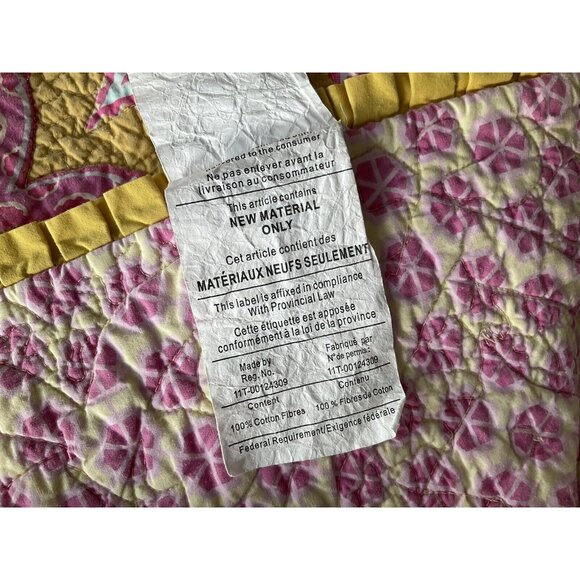 to the consumer
Ne pas enlever avant la
livraison au consommateur
This article contains
NEW MATERIAL
ONLY
Cet article contient des
MATÉRIAUX NEUFS SEULEMENT
This label is affixed in compliance
With Provincial Law
Cette étiquette est apposée
conformément à la loi de la province
Made by Fabriqué par
Reg. No. N° de permis:
11T-00124309 11T-00124309
Content Contenu
100% Cotton Fibres 100 % Fibres de Coton
Federal Requirement/Exigence fédérale